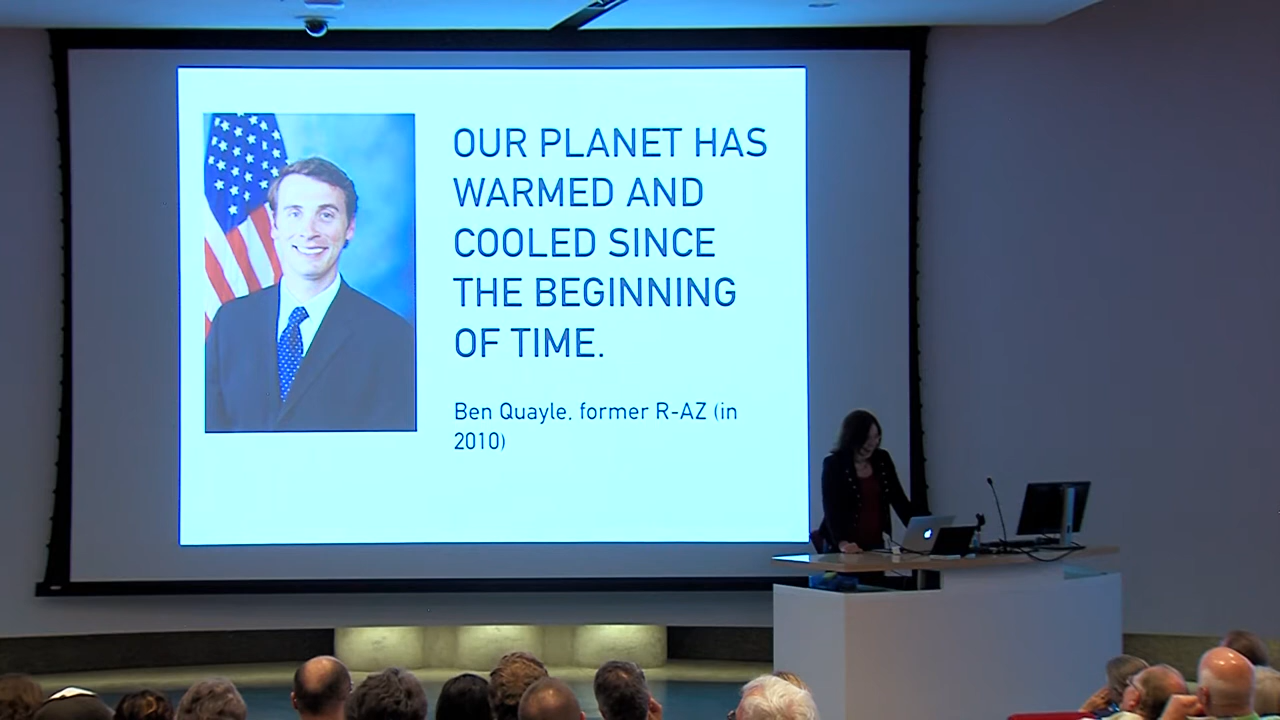 OUR PLANET HAS
WARMED AND
COOLED SINCE
THE BEGINNING
OF TIME.
Ben Quayle, former R-AZ (in
2010)